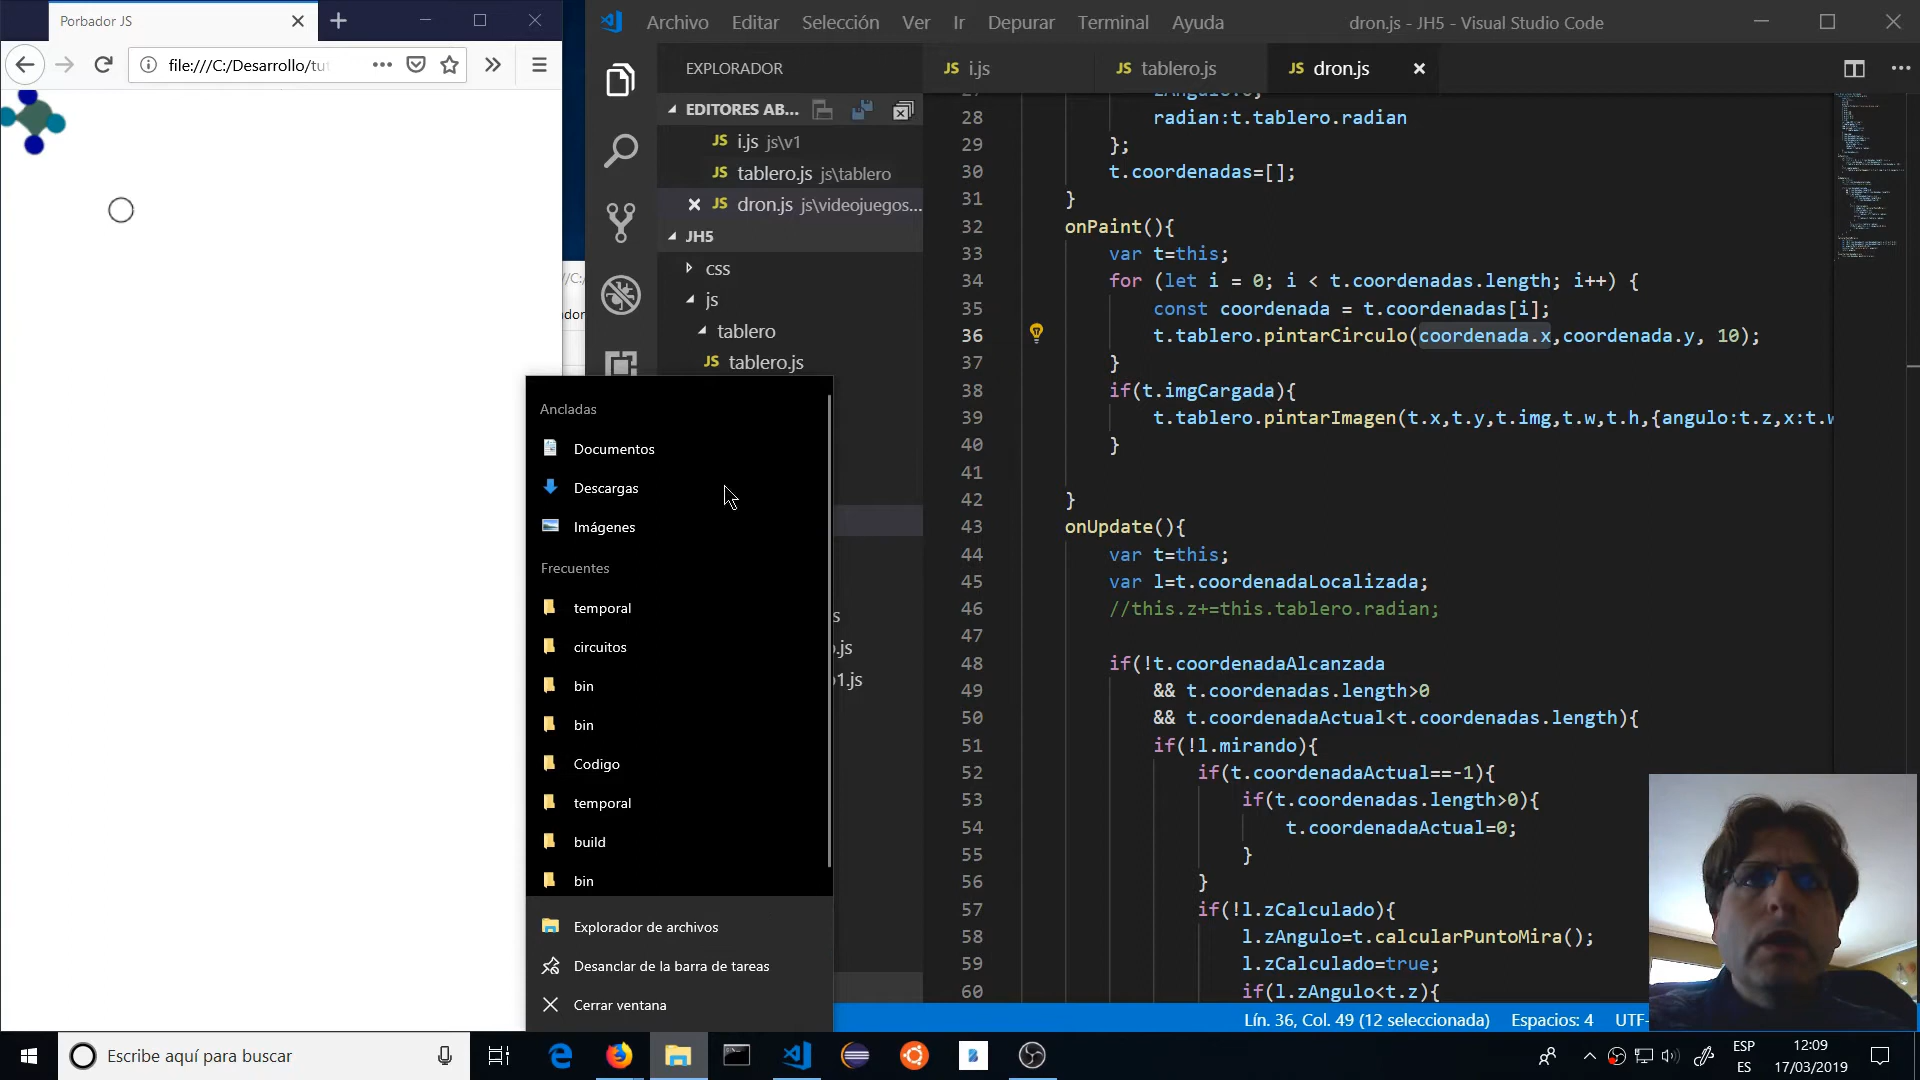 Porbador JS
file:///C:/Desarrollo/tut
Archivo Editar Selección Ver Ir Depurar Terminal Ayuda
dron.js - JH5 - Visual Studio Code
EXPLORADOR
JS i.js
JS tablero.js
JS dron.js
EDITORES AB...
JS i.js js\v1
JS tablero.js js\tablero
JS dron.js js\videojuegos...
JH5
css
js
tablero
JS tablero.js
28 radian:t.tablero.radian
29 };
30 t.coordenadas=[];
31 }
32 onPaint(){
33 var t=this;
34 for (let i = 0; i < t.coordenadas.length; i++) {
35 const coordenada = t.coordenadas[i];
36 t.tablero.pintarCirculo(coordenada.x,coordenada.y, 10);
37 }
38 if(t.imgCargada){
39 t.tablero.pintarImagen(t.x,t.y,t.img,t.w,t.h,{angulo:t.z,x:t.w
40 }
41
42 }
43 onUpdate(){
44 var t=this;
45 var l=t.coordenadaLocalizada;
46 //this.z+=this.tablero.radian;
47
48 if(!t.coordenadaAlcanzada
49 && t.coordenadas.length>0
50 && t.coordenadaActual<t.coordenadas.length){
51 if(!l.mirando){
52 if(t.coordenadaActual==-1){
53 if(t.coordenadas.length>0){
54 t.coordenadaActual=0;
55 }
56 }
57 if(!l.zCalculado){
58 l.zAngulo=t.calcularPuntoMira();
59 l.zCalculado=true;
60 if(l.zAngulo<t.z){
Ancladas
Documentos
Descargas
Imágenes
Frecuentes
temporal
circuitos
bin
bin
Codigo
temporal
build
bin
Explorador de archivos
Desanclar de la barra de tareas
Cerrar ventana
Lín. 36, Col. 49 (12 seleccionada) Espacios: 4 UTF-
Escribe aquí para buscar
ESP
ES
12:09
17/03/2019